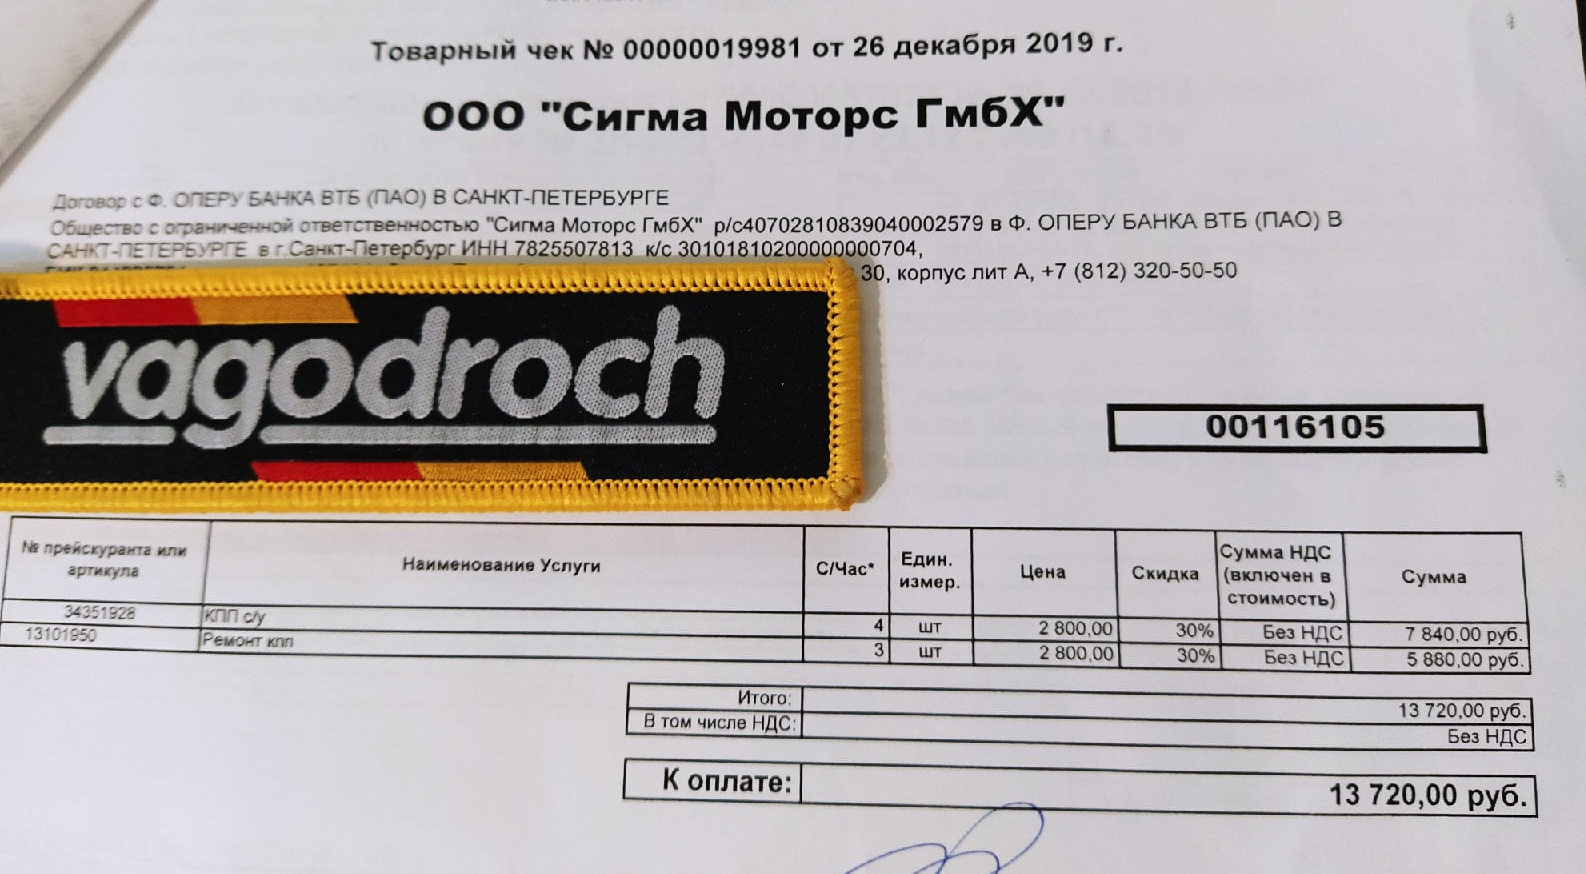 Товарный чек № 00000019981 от 26 декабря 2019 г.
ООО "Сигма Моторс ГмбХ"
Договор с Ф. ОПЕРУ БАНКА ВТБ (ПАО) В САНКТ-ПЕТЕРБУРГЕ
Общество с ограниченной ответственностью "Сигма Моторс ГмбХ" р/с40702810839040002579 в Ф. ОПЕРУ БАНКА ВТБ (ПАО) В
САНКТ-ПЕТЕРБУРГЕ в г.Санкт-Петербург ИНН 7825507813 к/с 30101810200000000704,
30, корпус лит А, +7 (812) 320-50-50
vagodroch
00116105
№ прейскуранта или артикула Наименование Услуги С/Час* Един. измер. Цена Скидка Сумма НДС (включен в стоимость) Сумма
34351928 КПП с/у 4 шт 2 800,00 30% Без НДС 7 840,00 руб.
13101950 Ремонт кпп 3 шт 2 800,00 30% Без НДС 5 880,00 руб.
Итого: 13 720,00 руб.
В том числе НДС: Без НДС
К оплате: 13 720,00 руб.